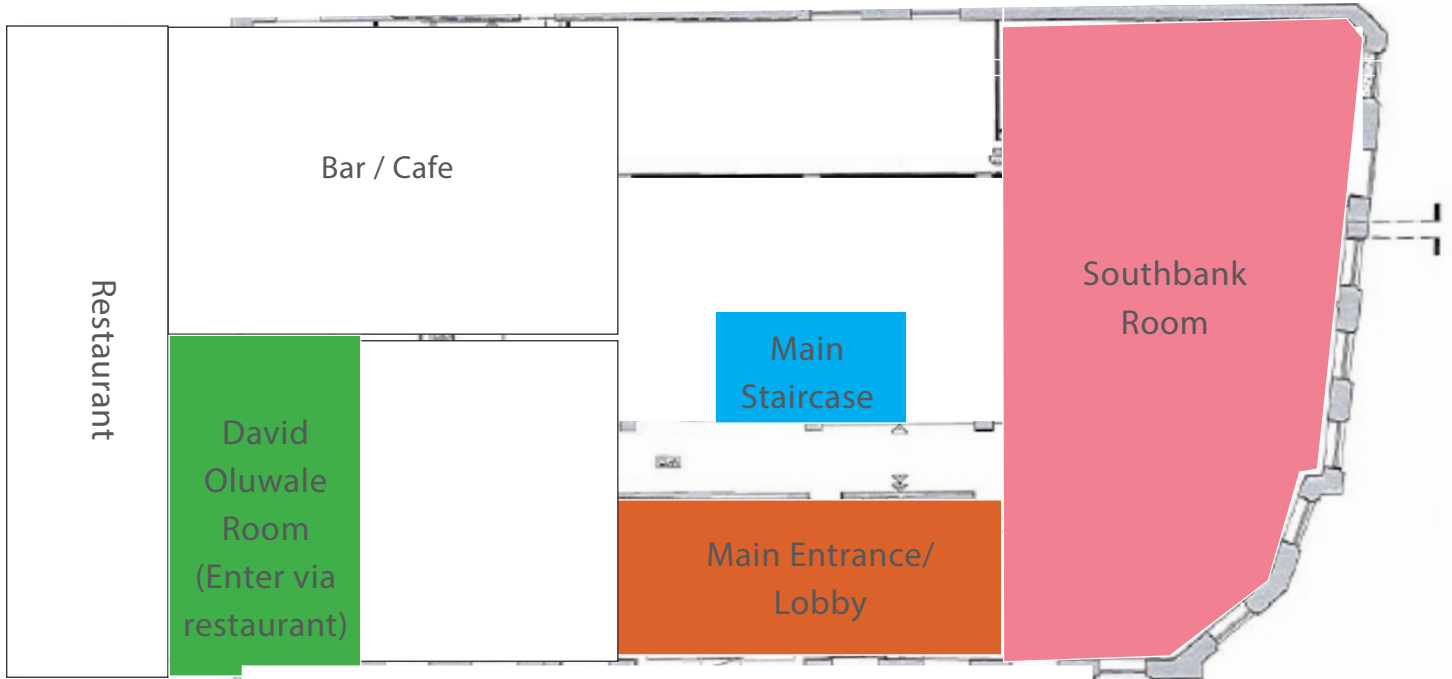 Restaurant
Bar / Cafe
David
Oluwale
Room
(Enter via
restaurant)
Main
Staircase
Main Entrance/
Lobby
Southbank
Room